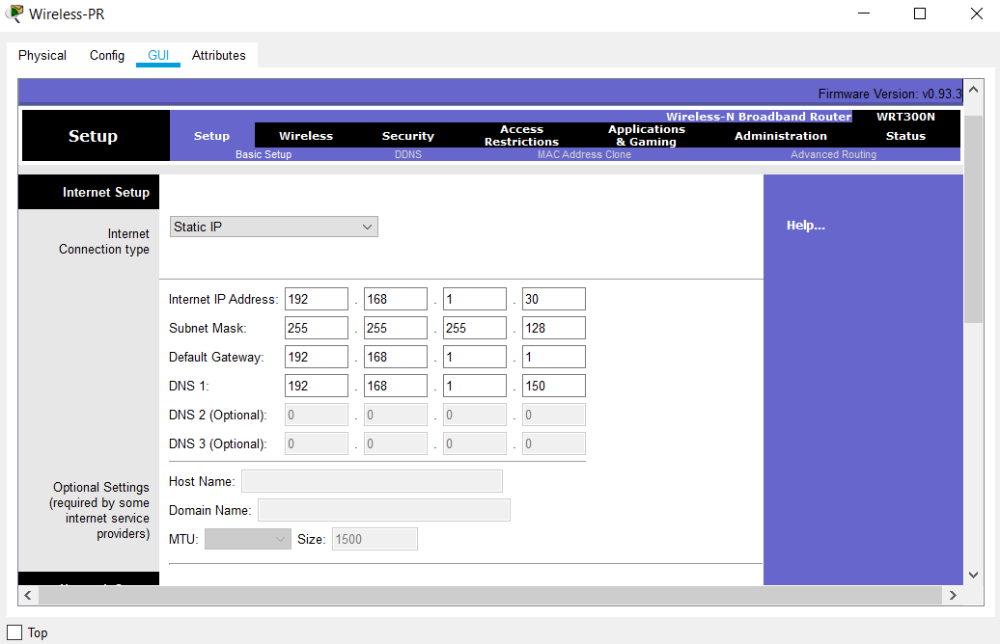 Wireless-PR
Physical Config GUI Attributes
Firmware Version: v0.93.3
Wireless-N Broadband Router WRT300N
Setup
Setup Wireless Security Access Restrictions Applications & Gaming Administration Status
Basic Setup DDNS MAC Address Clone Advanced Routing
Internet Setup
Internet
Connection type
Static IP
Help...
Internet IP Address: 192 . 168 . 1 . 30
Subnet Mask: 255 . 255 . 255 . 128
Default Gateway: 192 . 168 . 1 . 1
DNS 1: 192 . 168 . 1 . 150
DNS 2 (Optional): 0 . 0 . 0 . 0
DNS 3 (Optional): 0 . 0 . 0 . 0
Optional Settings
(required by some
internet service
providers)
Host Name:
Domain Name:
MTU: Size: 1500
Top